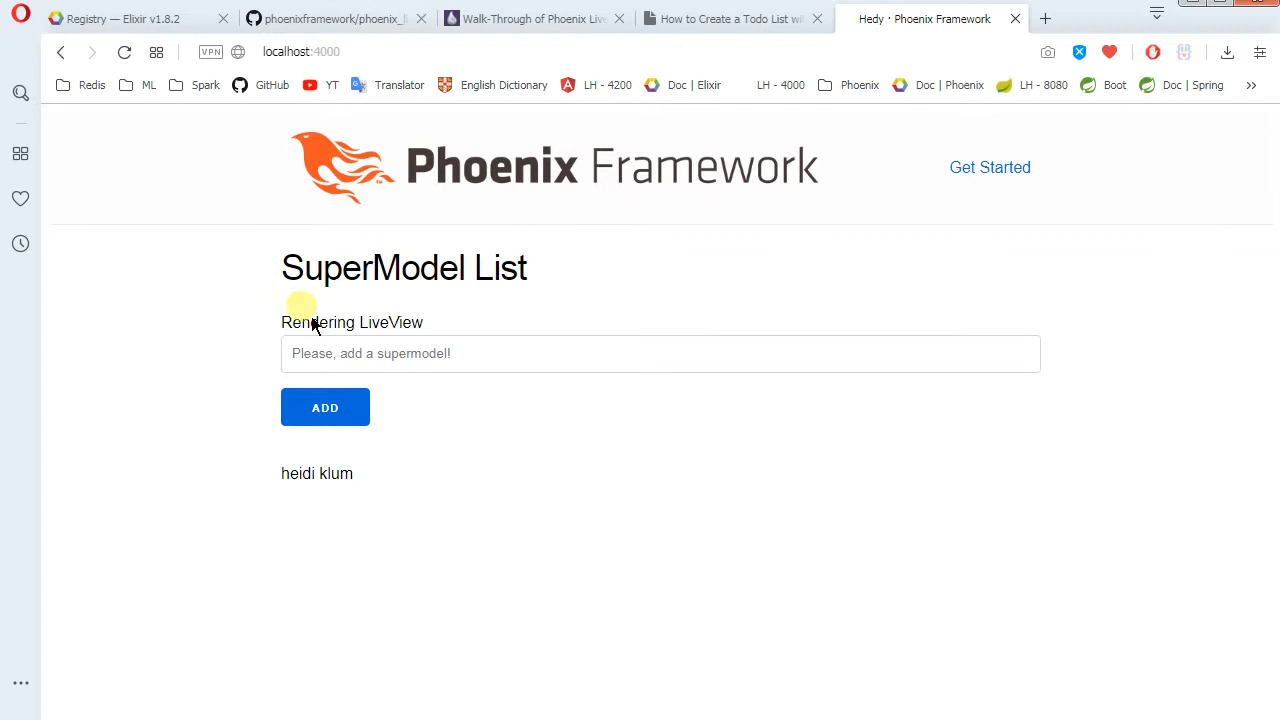 Registry — Elixir v1.8.2
phoenixframework/phoenix_li
Walk-Through of Phoenix Live
How to Create a Todo List wi
Hedy · Phoenix Framework
VPN
localhost:4000
Redis
ML
Spark
GitHub
YT
Translator
English Dictionary
LH - 4200
Doc | Elixir
LH - 4000
Phoenix
Doc | Phoenix
LH - 8080
Boot
Doc | Spring
Phoenix Framework
Get Started
SuperModel List
Rendering LiveView
Please, add a supermodel!
ADD
heidi klum